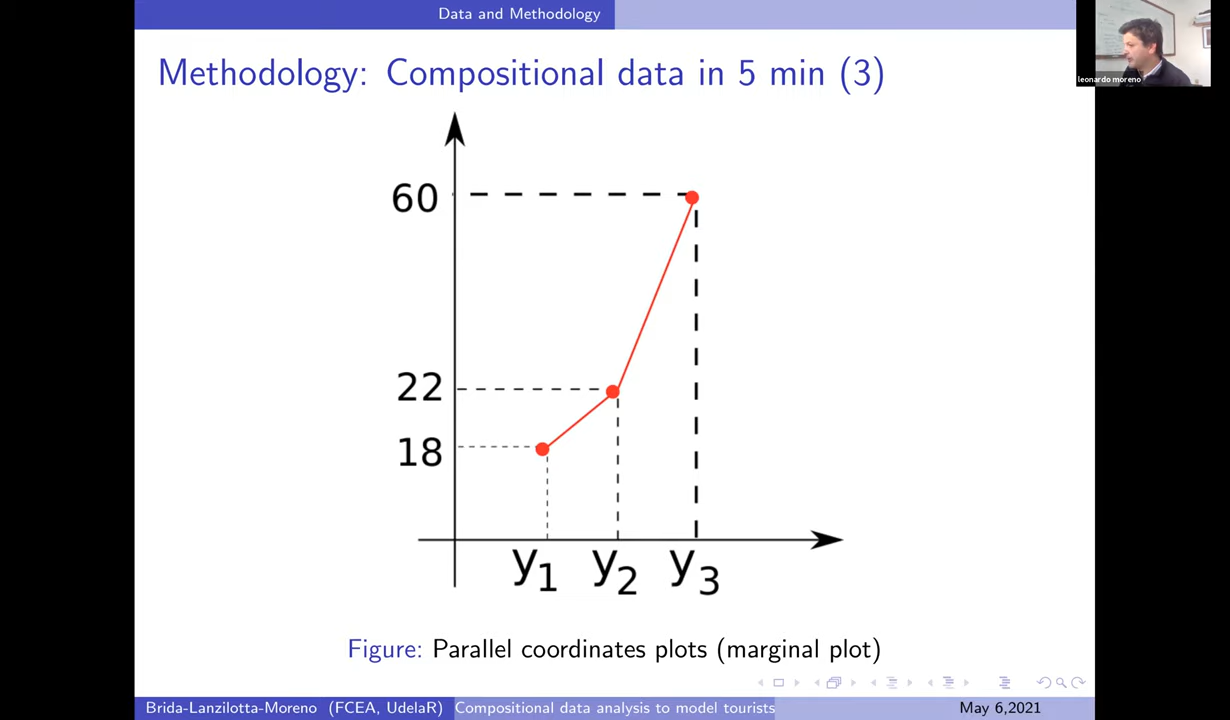 Data and Methodology
Methodology: Compositional data in 5 min (3)
leonardo moreno
60
22
18
y1 y2 y3
Figure: Parallel coordinates plots (marginal plot)
Brida-Lanzilotta-Moreno (FCEA, UdelaR) Compositional data analysis to model tourists May 6,2021